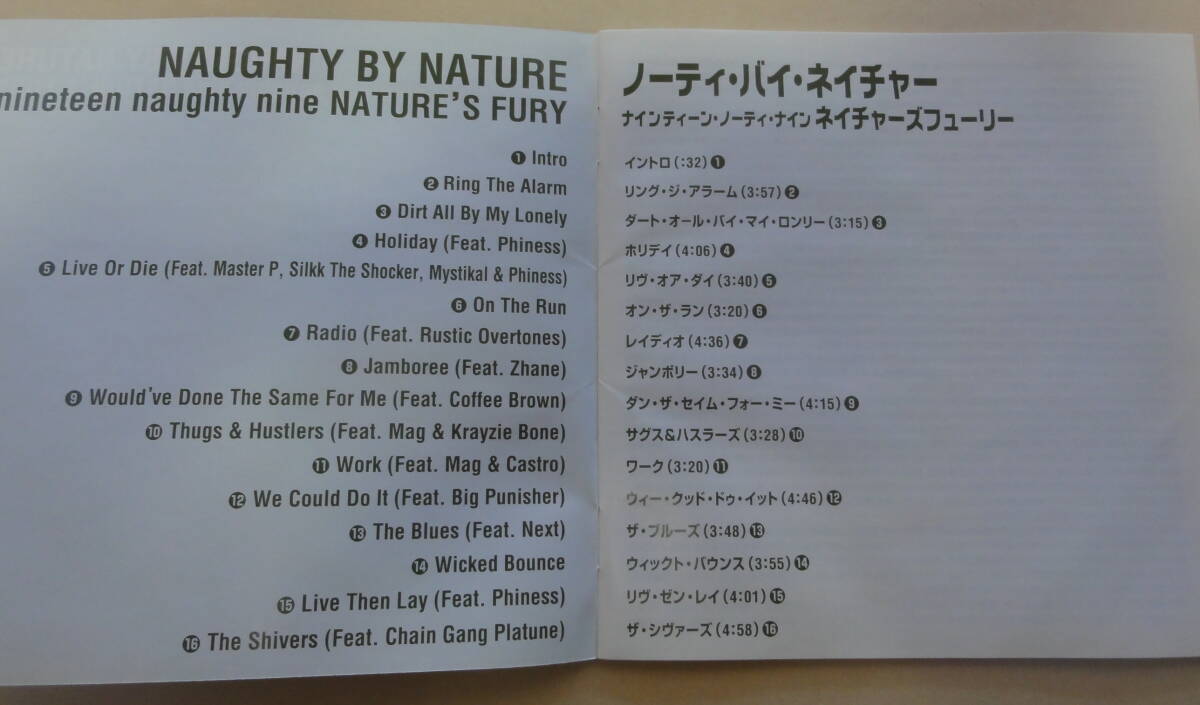 NAUGHTY BY NATURE
nineteen naughty nine NATURE'S FURY
❶ Intro
❷ Ring The Alarm
❸ Dirt All By My Lonely
❹ Holiday (Feat. Phiness)
❺ Live Or Die (Feat. Master P, Silkk The Shocker, Mystikal & Phiness)
❻ On The Run
❼ Radio (Feat. Rustic Overtones)
❽ Jamboree (Feat. Zhane)
❾ Would've Done The Same For Me (Feat. Coffee Brown)
❿ Thugs & Hustlers (Feat. Mag & Krayzie Bone)
⓫ Work (Feat. Mag & Castro)
⓬ We Could Do It (Feat. Big Punisher)
⓭ The Blues (Feat. Next)
⓮ Wicked Bounce
⓯ Live Then Lay (Feat. Phiness)
⓰ The Shivers (Feat. Chain Gang Platune)
ノーティ・バイ・ネイチャー
ナインティーン・ノーティ・ナイン ネイチャーズフューリー
イントロ(:32)❶
リング・ジ・アラーム(3:57)❷
ダート・オール・バイ・マイ・ロンリー(3:15)❸
ホリデイ(4:06)❹
リヴ・オア・ダイ(3:40)❺
オン・ザ・ラン(3:20)❻
レイディオ(4:36)❼
ジャンボリー(3:34)❽
ダン・ザ・セイム・フォー・ミー(4:15)❾
サグス&ハスラーズ(3:28)❿
ワーク(3:20)⓫
ウィー・クッド・ドゥ・イット(4:46)⓬
ザ・ブルーズ(3:48)⓭
ウィックト・バウンス(3:55)⓮
リヴ・ゼン・レイ(4:01)⓯
ザ・シヴァーズ(4:58)⓰